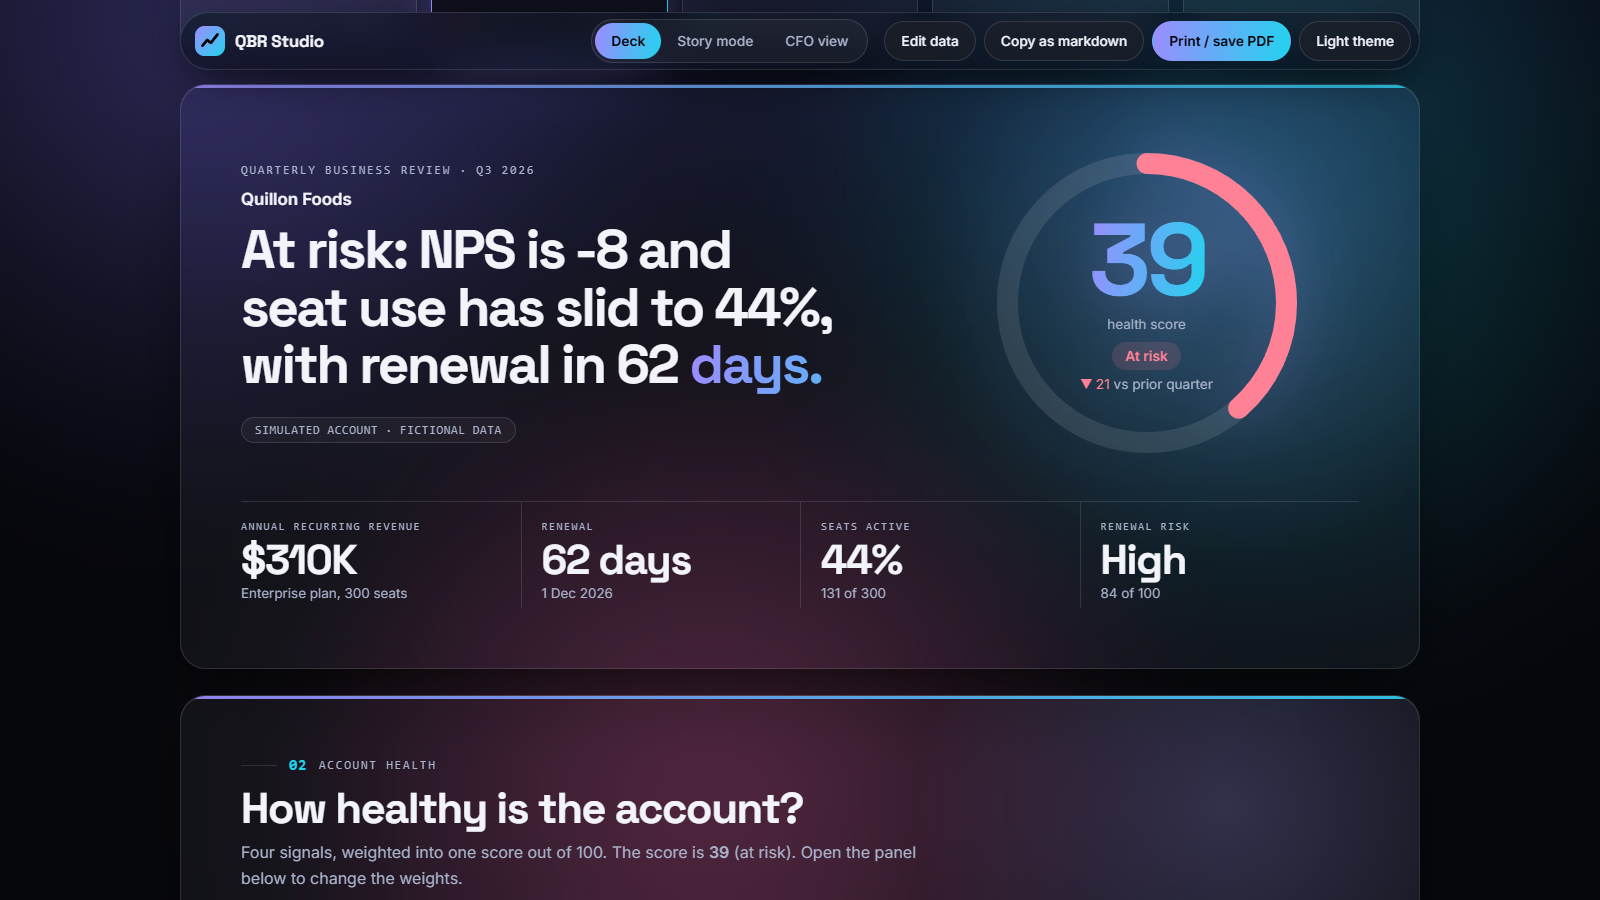 QBR Studio
Deck
Story mode
CFO view
Edit data
Copy as markdown
Print / save PDF
Light theme
QUARTERLY BUSINESS REVIEW · Q3 2026
Quillon Foods
At risk: NPS is -8 and
seat use has slid to 44%,
with renewal in 62 days.
SIMULATED ACCOUNT · FICTIONAL DATA
39
health score
At risk
▼ 21 vs prior quarter
ANNUAL RECURRING REVENUE
$310K
Enterprise plan, 300 seats
RENEWAL
62 days
1 Dec 2026
SEATS ACTIVE
44%
131 of 300
RENEWAL RISK
High
84 of 100
02 ACCOUNT HEALTH
How healthy is the account?
Four signals, weighted into one score out of 100. The score is 39 (at risk). Open the panel
below to change the weights.